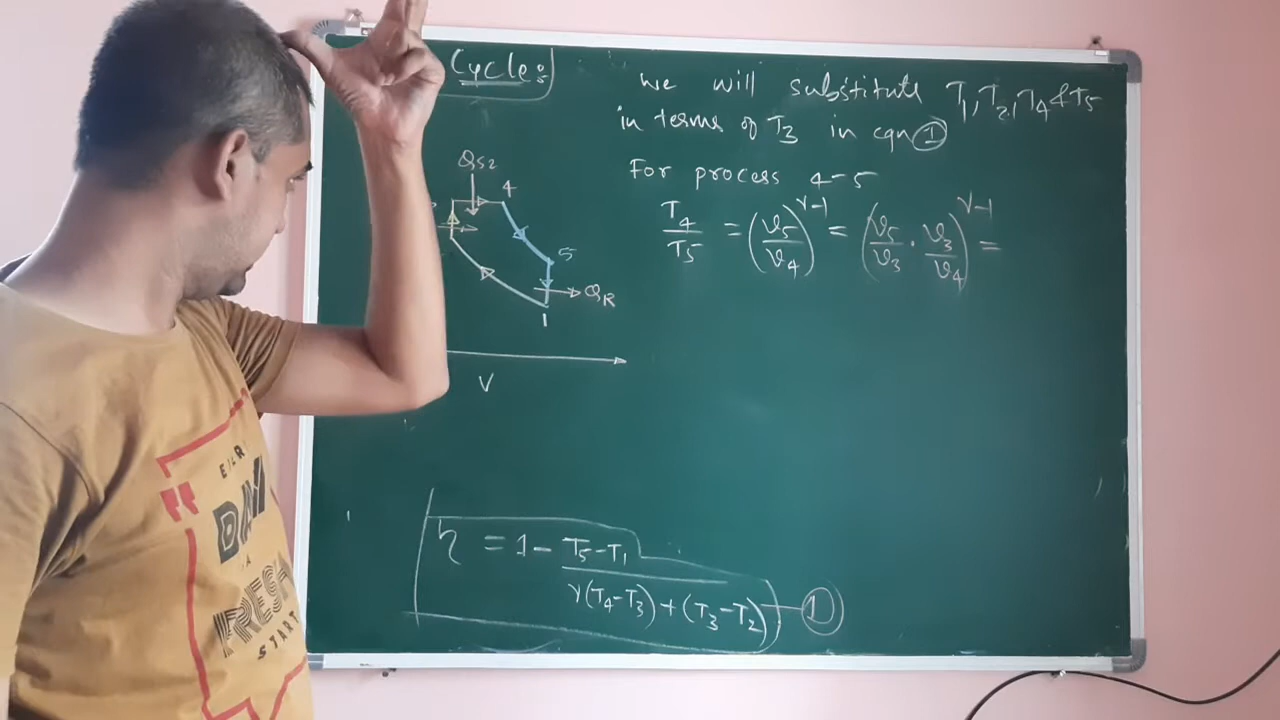 Cycle:
we will substitute T₁, T₂, T₄ & T₅
in terms of T₃ in eqn ①
For process 4-5
T₄/T₅ = (v₅/v₄)^(γ-1) = (v₅/v₃ · v₃/v₄)^(γ-1) =
QS2
4
5
QR
1
V
η = 1 - (T₅-T₁)/(γ(T₄-T₃)+(T₃-T₂)) — ①
DAY
FRESH
START